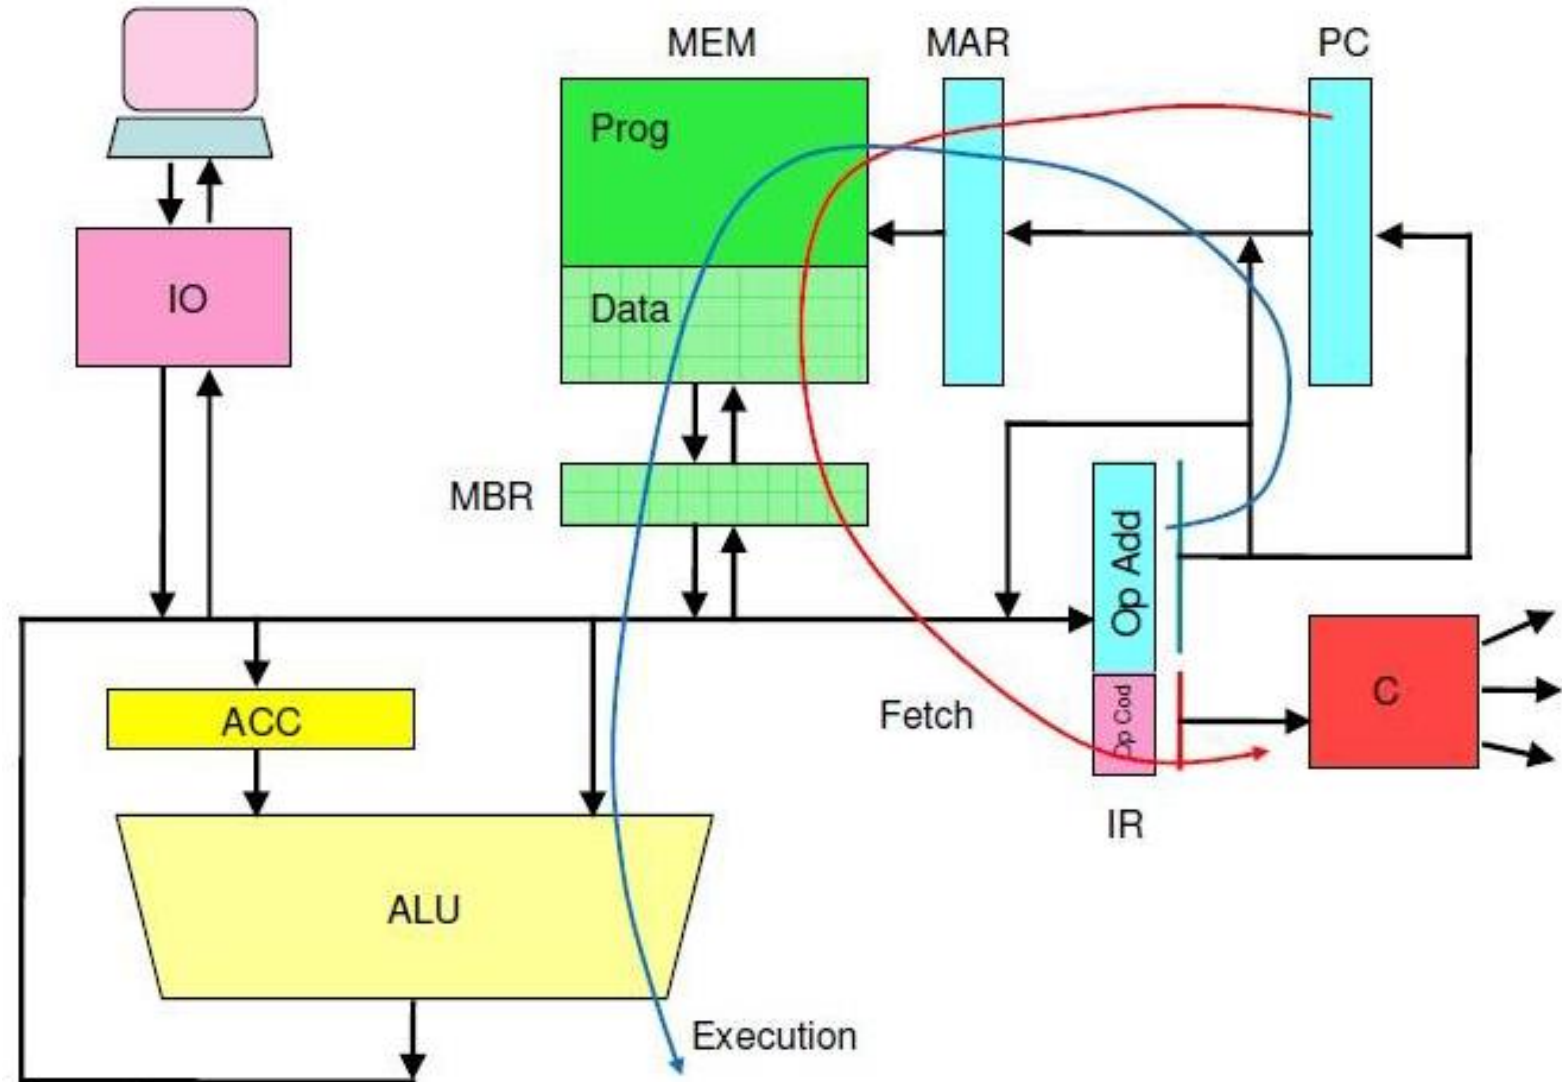 MEM
MAR
PC
Prog
IO
Data
MBR
Op Add
Op Cod
C
ACC
Fetch
IR
ALU
Execution